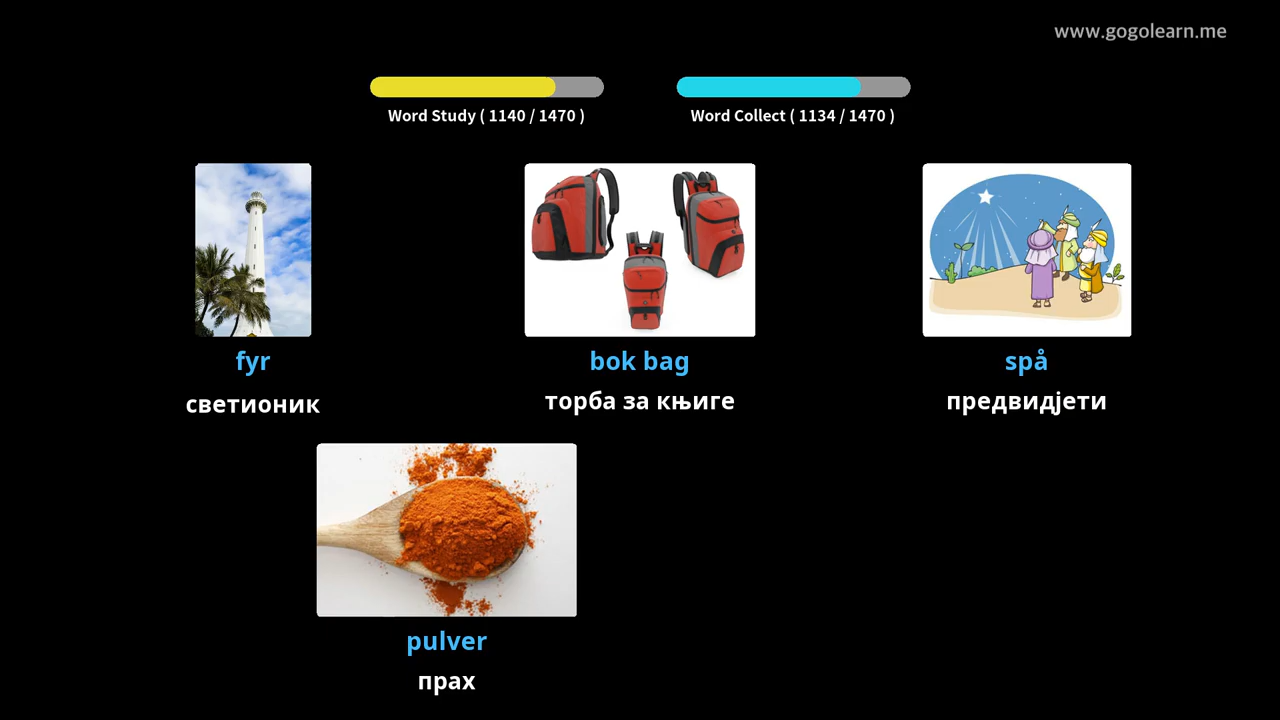 www.gogolearn.me
Word Study ( 1140 / 1470 )
Word Collect ( 1134 / 1470 )
fyr
bok bag
spå
светионик
торба за књиге
предвидјети
pulver
прах